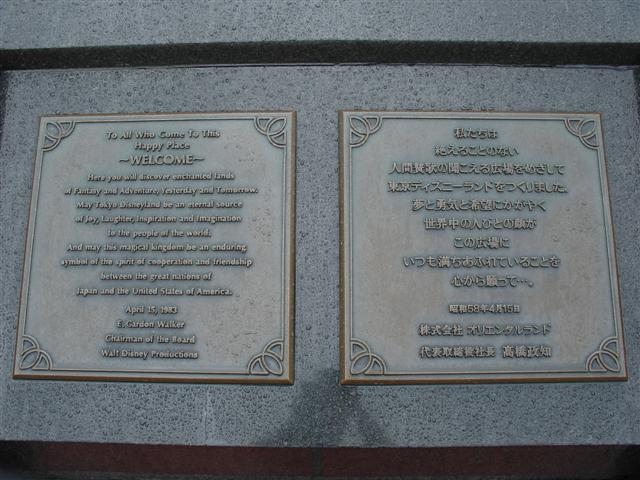 To All Who Come To This
Happy Place
~WELCOME~
Here you will discover enchanted lands
of Fantasy and Adventure, Yesterday and Tomorrow.
May Tokyo Disneyland be an eternal source
of Joy, Laughter, Inspiration and Imagination
to the people of the world.
And may this magical kingdom be an enduring
symbol of the spirit of cooperation and friendship
between the great nations of
Japan and the United States of America.
April 15, 1983
E. Cardon Walker
Chairman of the Board
Walt Disney Productions
私たちは
絶えることのない
人間讃歌の聞こえる広場をめざして
東京ディズニーランドをつくりました。
夢と勇気と希望にかがやく
世界中の人びとの顔が
この広場に
いつも満ちあふれていることを
心から願って…。
昭和58年4月15日
株式会社 オリエンタルランド
代表取締役社長 高橋政知